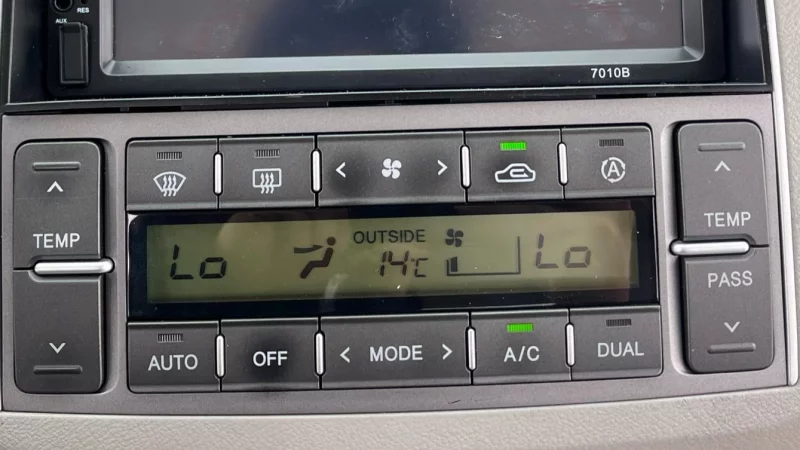 RES
AUX
7010B
< >
A
TEMP
TEMP
OUTSIDE
Lo 14°C Lo
PASS
AUTO OFF < MODE > A/C DUAL